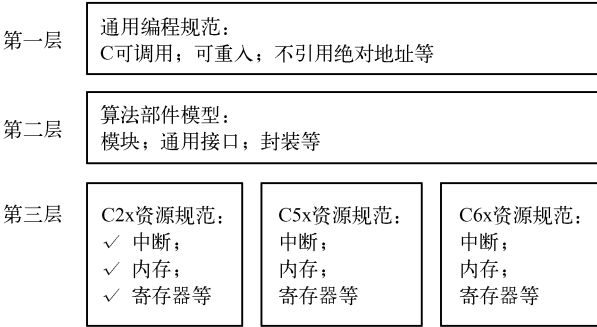 第一层
通用编程规范：
C可调用；可重入；不引用绝对地址等
第二层
算法部件模型：
模块；通用接口；封装等
第三层
C2x资源规范：
√ 中断；
√ 内存；
√ 寄存器等
C5x资源规范：
中断；
内存；
寄存器等
C6x资源规范：
中断；
内存；
寄存器等